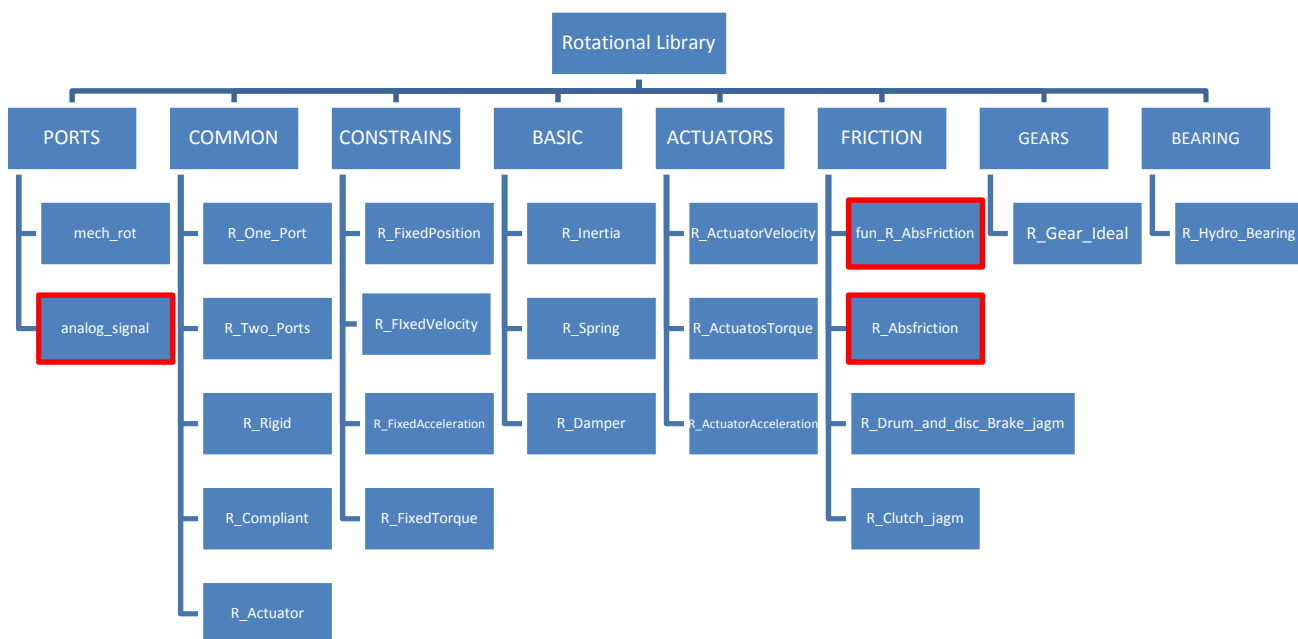 Rotational Library
PORTS
COMMON
CONSTRAINS
BASIC
ACTUATORS
FRICTION
GEARS
BEARING
mech_rot
R_One_Port
R_FixedPosition
R_Inertia
R_ActuatorVelocity
fun_R_AbsFriction
R_Gear_Ideal
R_Hydro_Bearing
analog_signal
R_Two_Ports
R_FIxedVelocity
R_Spring
R_ActuatosTorque
R_Absfriction
R_Rigid
R_FixedAcceleration
R_Damper
R_ActuatorAcceleration
R_Drum_and_disc_Brake_jagm
R_Compliant
R_FixedTorque
R_Clutch_jagm
R_Actuator